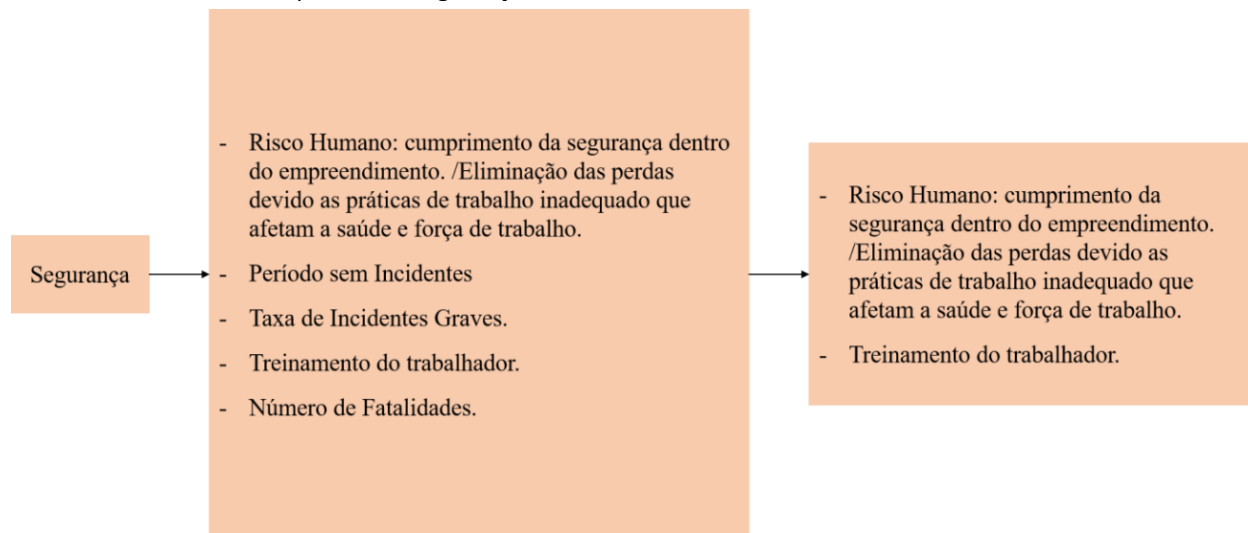 Segurança
- Risco Humano: cumprimento da segurança dentro
do empreendimento. /Eliminação das perdas
devido as práticas de trabalho inadequado que
afetam a saúde e força de trabalho.
- Período sem Incidentes
- Taxa de Incidentes Graves.
- Treinamento do trabalhador.
- Número de Fatalidades.
- Risco Humano: cumprimento da
segurança dentro do empreendimento.
/Eliminação das perdas devido as
práticas de trabalho inadequado que
afetam a saúde e força de trabalho.
- Treinamento do trabalhador.